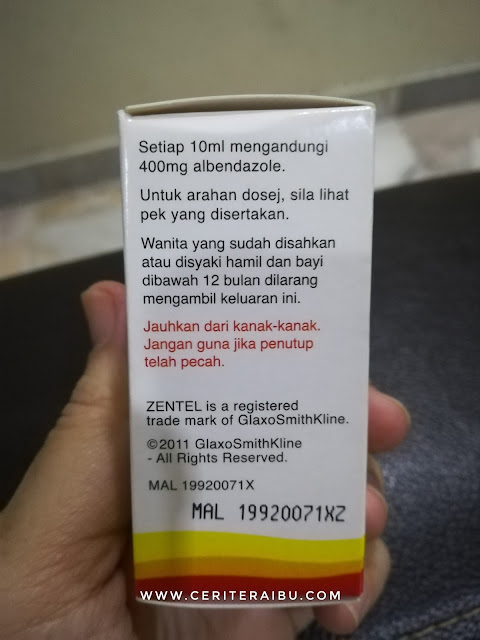 Setiap 10ml mengandungi
400mg albendazole.
Untuk arahan dosej, sila lihat
pek yang disertakan.
Wanita yang sudah disahkan
atau disyaki hamil dan bayi
dibawah 12 bulan dilarang
mengambil keluaran ini.
Jauhkan dari kanak-kanak.
Jangan guna jika penutup
telah pecah.
ZENTEL is a registered
trade mark of GlaxoSmithKline.
©2011 GlaxoSmithKline
- All Rights Reserved.
MAL 19920071X
MAL 19920071XZ
WWW.CERITERAIBU.COM